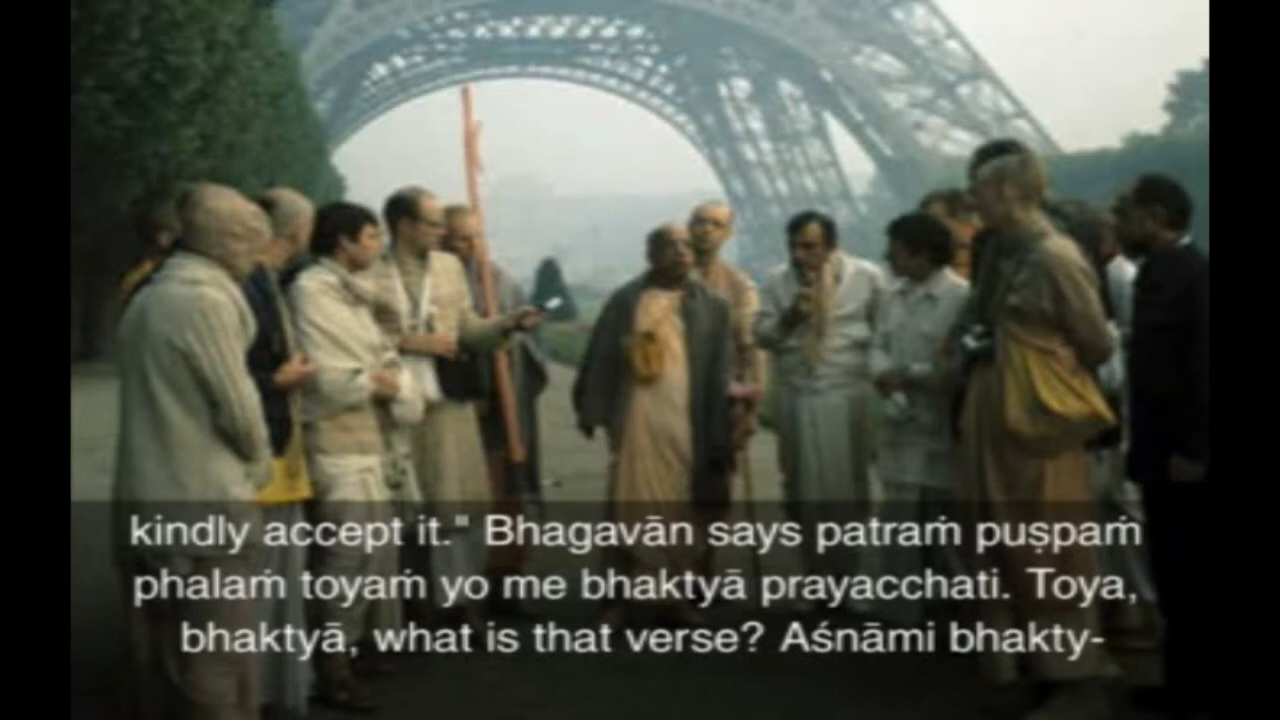 kindly accept it." Bhagavān says patraṁ puṣpaṁ
phalaṁ toyaṁ yo me bhaktyā prayacchati. Toya,
bhaktyā, what is that verse? Aśnāmi bhakty-